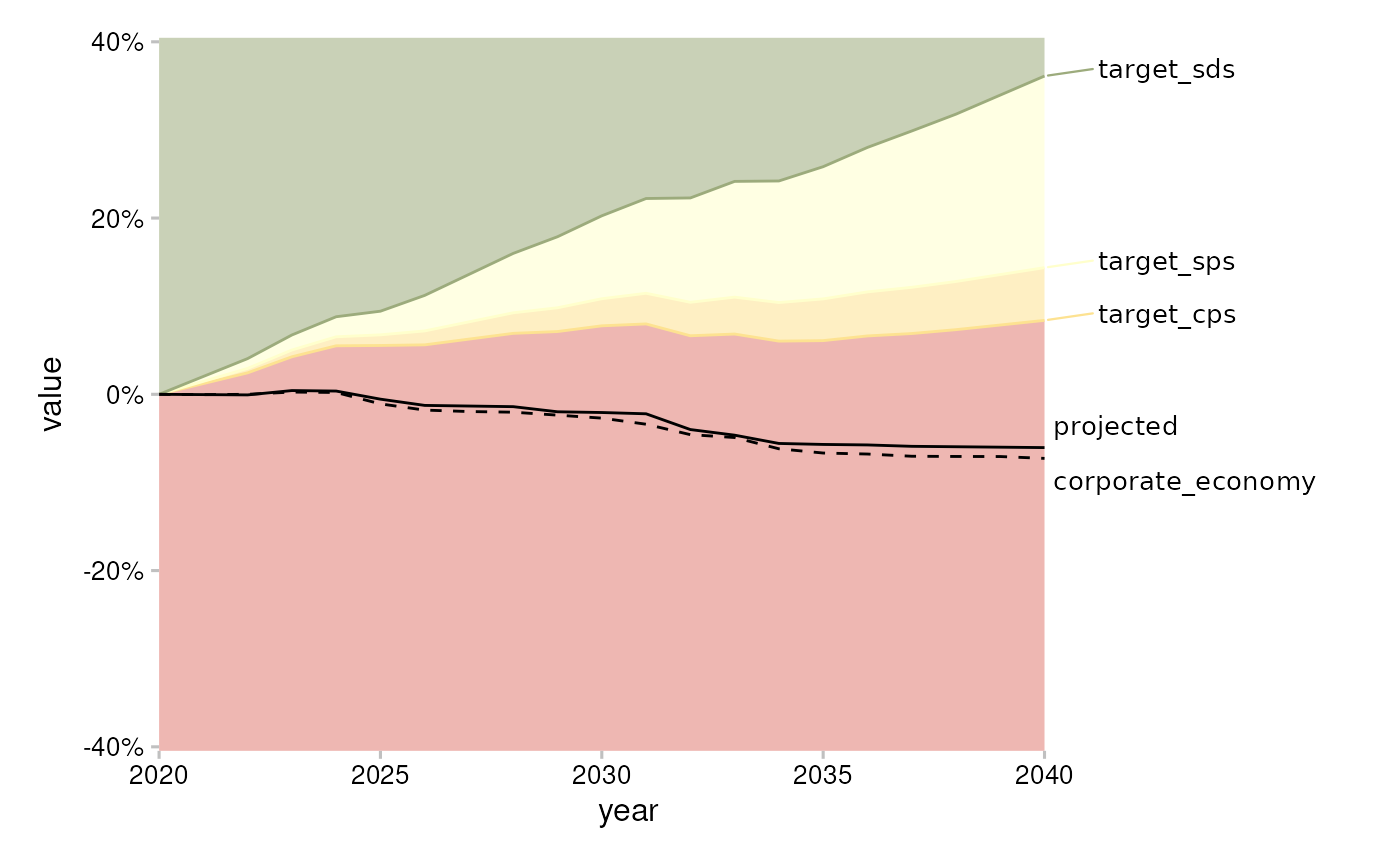 40%
20%
0%
-20%
-40%
value
2020
2025
2030
2035
2040
year
target_sds
target_sps
target_cps
projected
corporate_economy